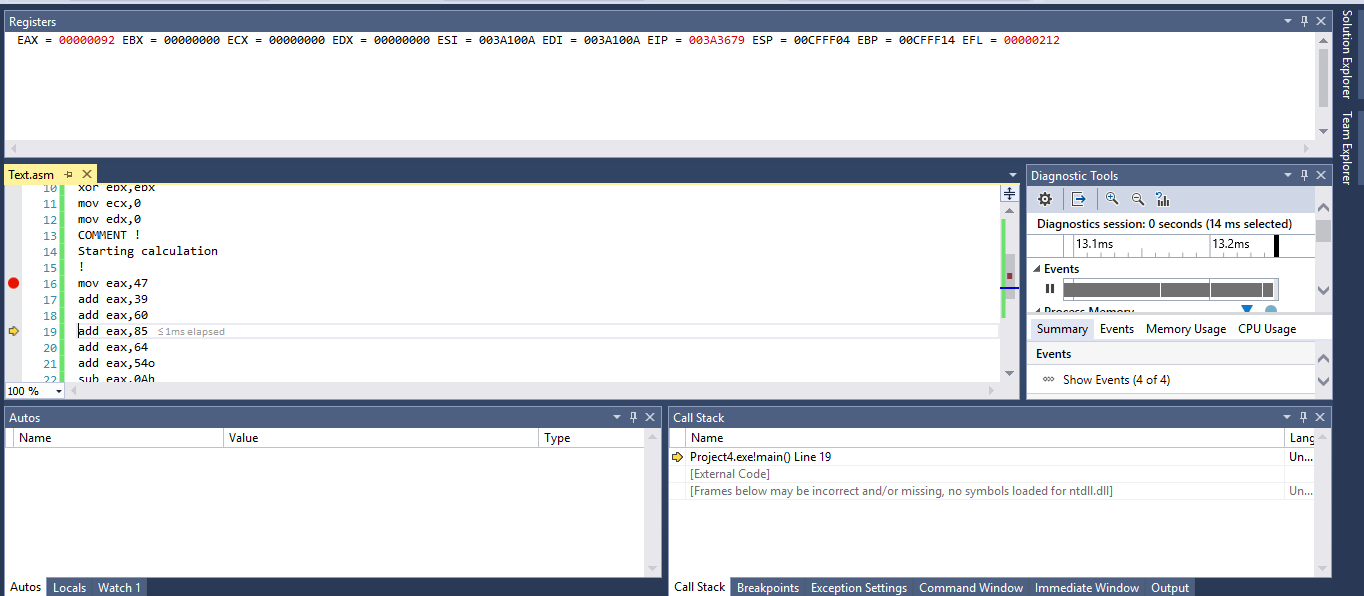 Registers
EAX = 00000092 EBX = 00000000 ECX = 00000000 EDX = 00000000 ESI = 003A100A EDI = 003A100A EIP = 003A3679 ESP = 00CFFF04 EBP = 00CFFF14 EFL = 00000212
Solution Explorer
Team Explorer
Text.asm
10 xor ebx,ebx
11 mov ecx,0
12 mov edx,0
13 COMMENT !
14 Starting calculation
15 !
16 mov eax,47
17 add eax,39
18 add eax,60
19 add eax,85 ≤1ms elapsed
20 add eax,64
21 add eax,54o
22 sub eax,0Ah
100 %
Diagnostic Tools
Diagnostics session: 0 seconds (14 ms selected)
13.1ms 13.2ms
Events
Process Memory
Summary Events Memory Usage CPU Usage
Events
Show Events (4 of 4)
Autos
Name Value Type
Autos Locals Watch 1
Call Stack
Name Lang
Project4.exe!main() Line 19 Un...
[External Code]
[Frames below may be incorrect and/or missing, no symbols loaded for ntdll.dll] Un...
Call Stack Breakpoints Exception Settings Command Window Immediate Window Output